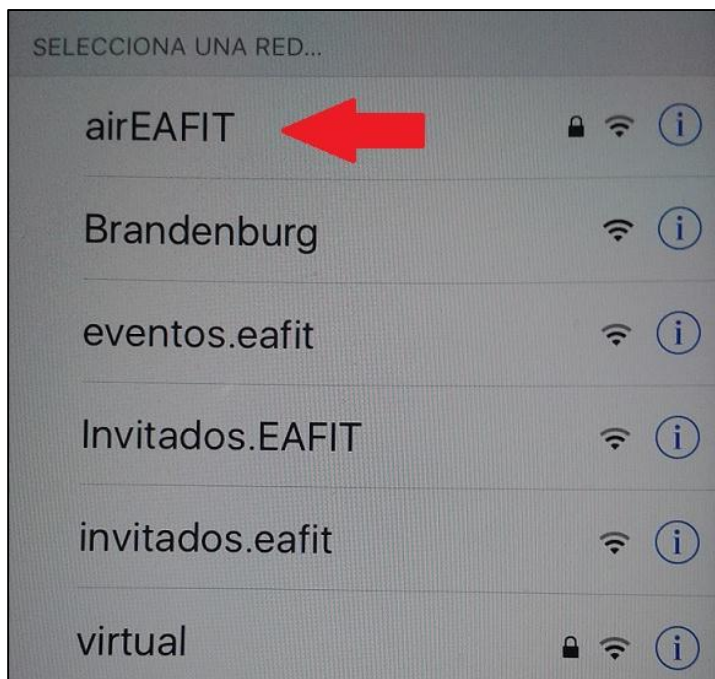 SELECCIONA UNA RED...
airEAFIT
Brandenburg
eventos.eafit
Invitados.EAFIT
invitados.eafit
virtual